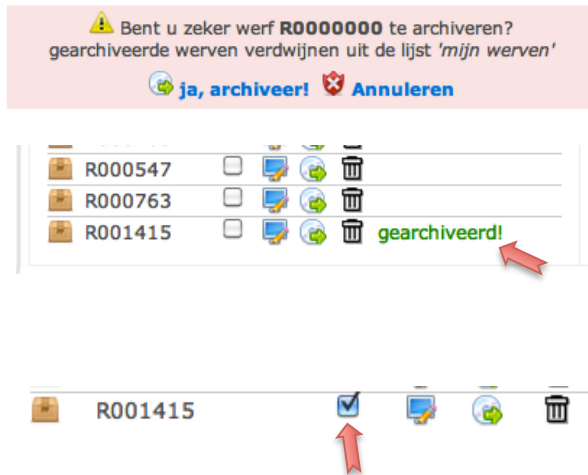 Bent u zeker werf R0000000 te archiveren?
gearchiveerde werven verdwijnen uit de lijst 'mijn werven'
ja, archiveer! Annuleren
R000547
R000763
R001415 gearchiveerd!
R001415